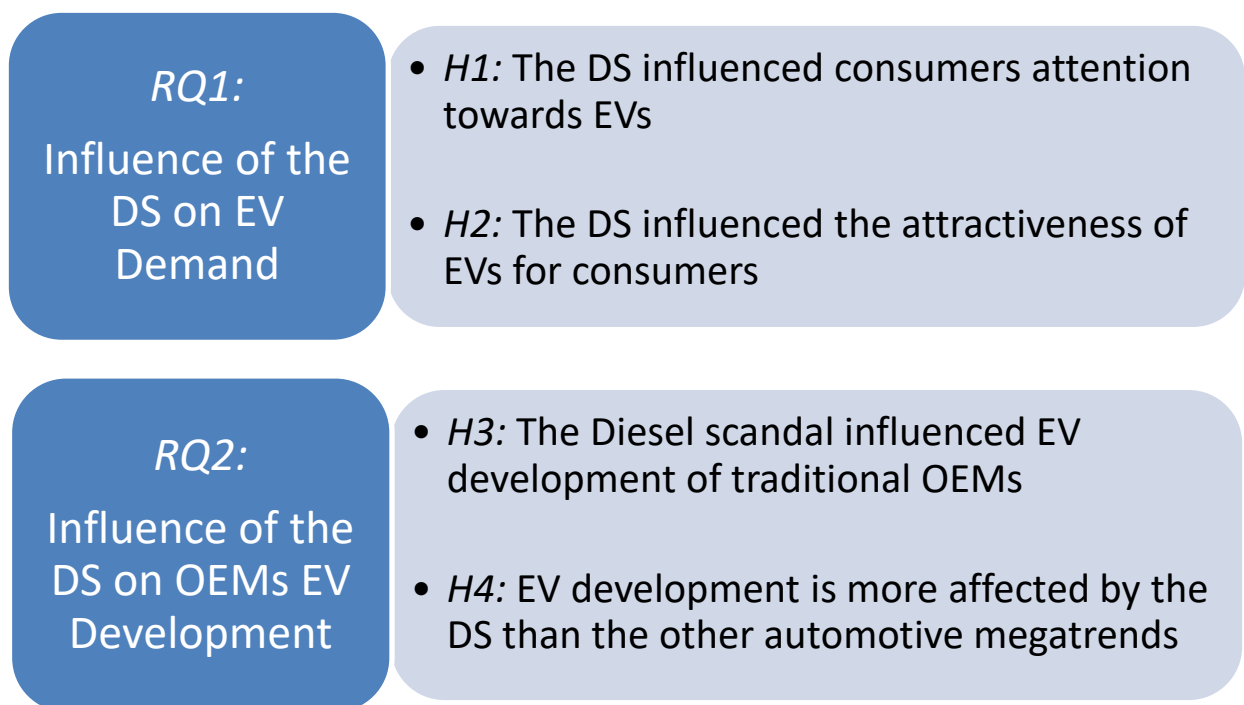 RQ1:
Influence of the
DS on EV
Demand
• H1: The DS influenced consumers attention
towards EVs
• H2: The DS influenced the attractiveness of
EVs for consumers
RQ2:
Influence of the
DS on OEMs EV
Development
• H3: The Diesel scandal influenced EV
development of traditional OEMs
• H4: EV development is more affected by the
DS than the other automotive megatrends